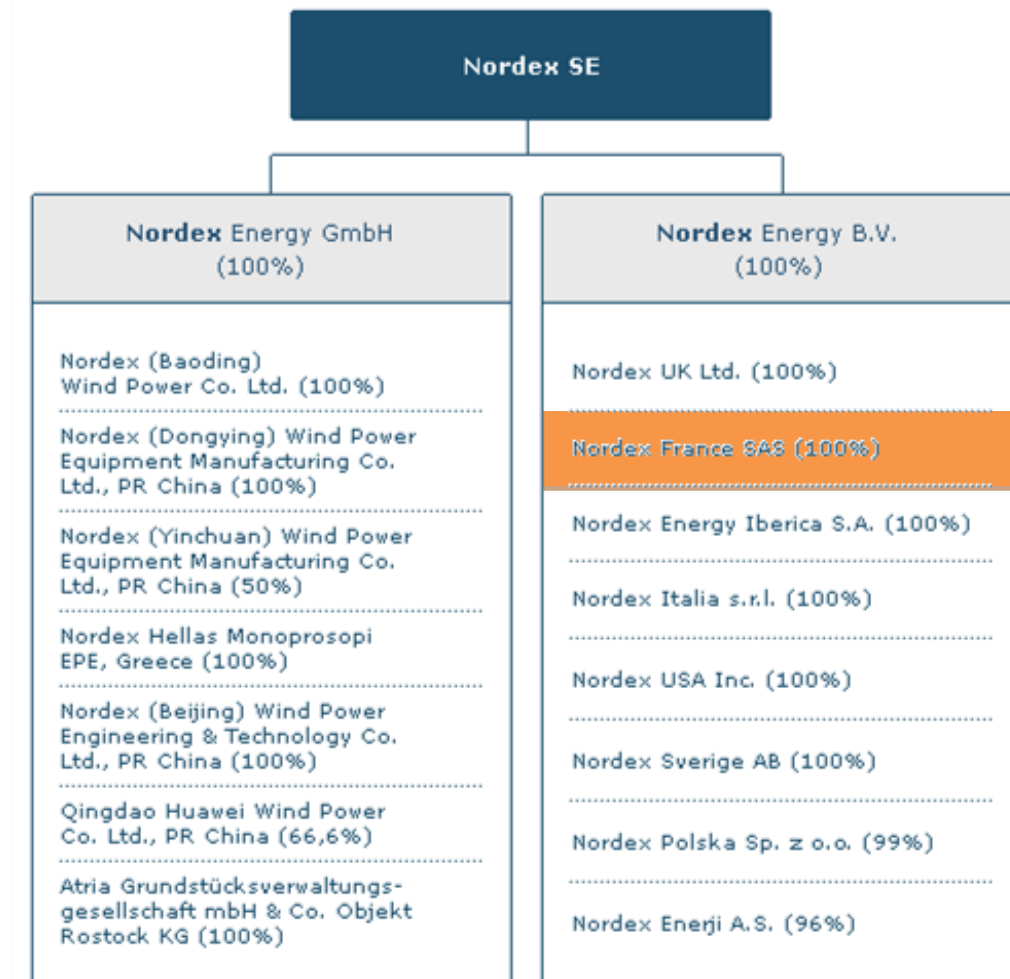 Nordex SE
Nordex Energy GmbH
(100%)
Nordex (Baoding)
Wind Power Co. Ltd. (100%)
Nordex (Dongying) Wind Power
Equipment Manufacturing Co.
Ltd., PR China (100%)
Nordex (Yinchuan) Wind Power
Equipment Manufacturing Co.
Ltd., PR China (50%)
Nordex Hellas Monoprosopi
EPE, Greece (100%)
Nordex (Beijing) Wind Power
Engineering & Technology Co.
Ltd., PR China (100%)
Qingdao Huawei Wind Power
Co. Ltd., PR China (66,6%)
Atria Grundstücksverwaltungs-
gesellschaft mbH & Co. Objekt
Rostock KG (100%)
Nordex Energy B.V.
(100%)
Nordex UK Ltd. (100%)
Nordex France SAS (100%)
Nordex Energy Iberica S.A. (100%)
Nordex Italia s.r.l. (100%)
Nordex USA Inc. (100%)
Nordex Sverige AB (100%)
Nordex Polska Sp. z o.o. (99%)
Nordex Enerji A.S. (96%)